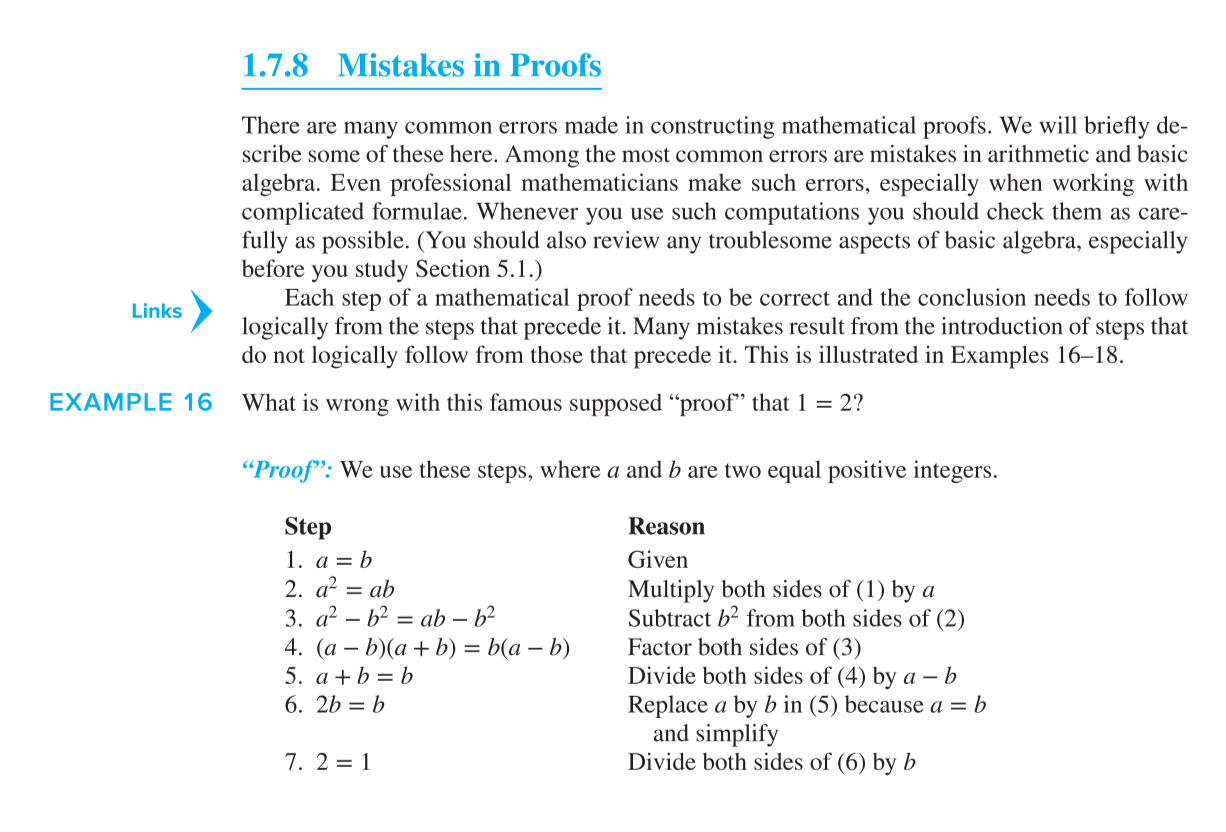 1.7.8 Mistakes in Proofs
There are many common errors made in constructing mathematical proofs. We will briefly de-
scribe some of these here. Among the most common errors are mistakes in arithmetic and basic
algebra. Even professional mathematicians make such errors, especially when working with
complicated formulae. Whenever you use such computations you should check them as care-
fully as possible. (You should also review any troublesome aspects of basic algebra, especially
before you study Section 5.1.)
Links
Each step of a mathematical proof needs to be correct and the conclusion needs to follow
logically from the steps that precede it. Many mistakes result from the introduction of steps that
do not logically follow from those that precede it. This is illustrated in Examples 16–18.
EXAMPLE 16 What is wrong with this famous supposed “proof” that 1 = 2?
“Proof”: We use these steps, where a and b are two equal positive integers.
Step Reason
1. a = b Given
2. a² = ab Multiply both sides of (1) by a
3. a² − b² = ab − b² Subtract b² from both sides of (2)
4. (a − b)(a + b) = b(a − b) Factor both sides of (3)
5. a + b = b Divide both sides of (4) by a − b
6. 2b = b Replace a by b in (5) because a = b
and simplify
7. 2 = 1 Divide both sides of (6) by b